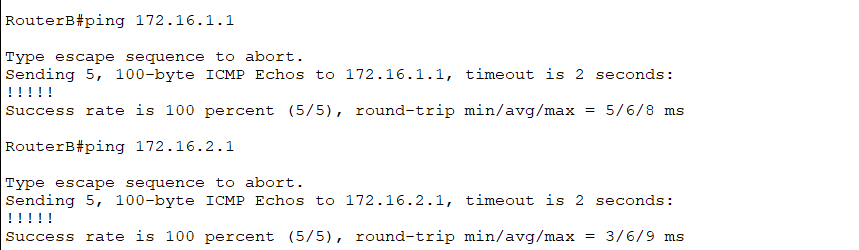 RouterB#ping 172.16.1.1
Type escape sequence to abort.
Sending 5, 100-byte ICMP Echos to 172.16.1.1, timeout is 2 seconds:
!!!!!
Success rate is 100 percent (5/5), round-trip min/avg/max = 5/6/8 ms
RouterB#ping 172.16.2.1
Type escape sequence to abort.
Sending 5, 100-byte ICMP Echos to 172.16.2.1, timeout is 2 seconds:
!!!!!
Success rate is 100 percent (5/5), round-trip min/avg/max = 3/6/9 ms